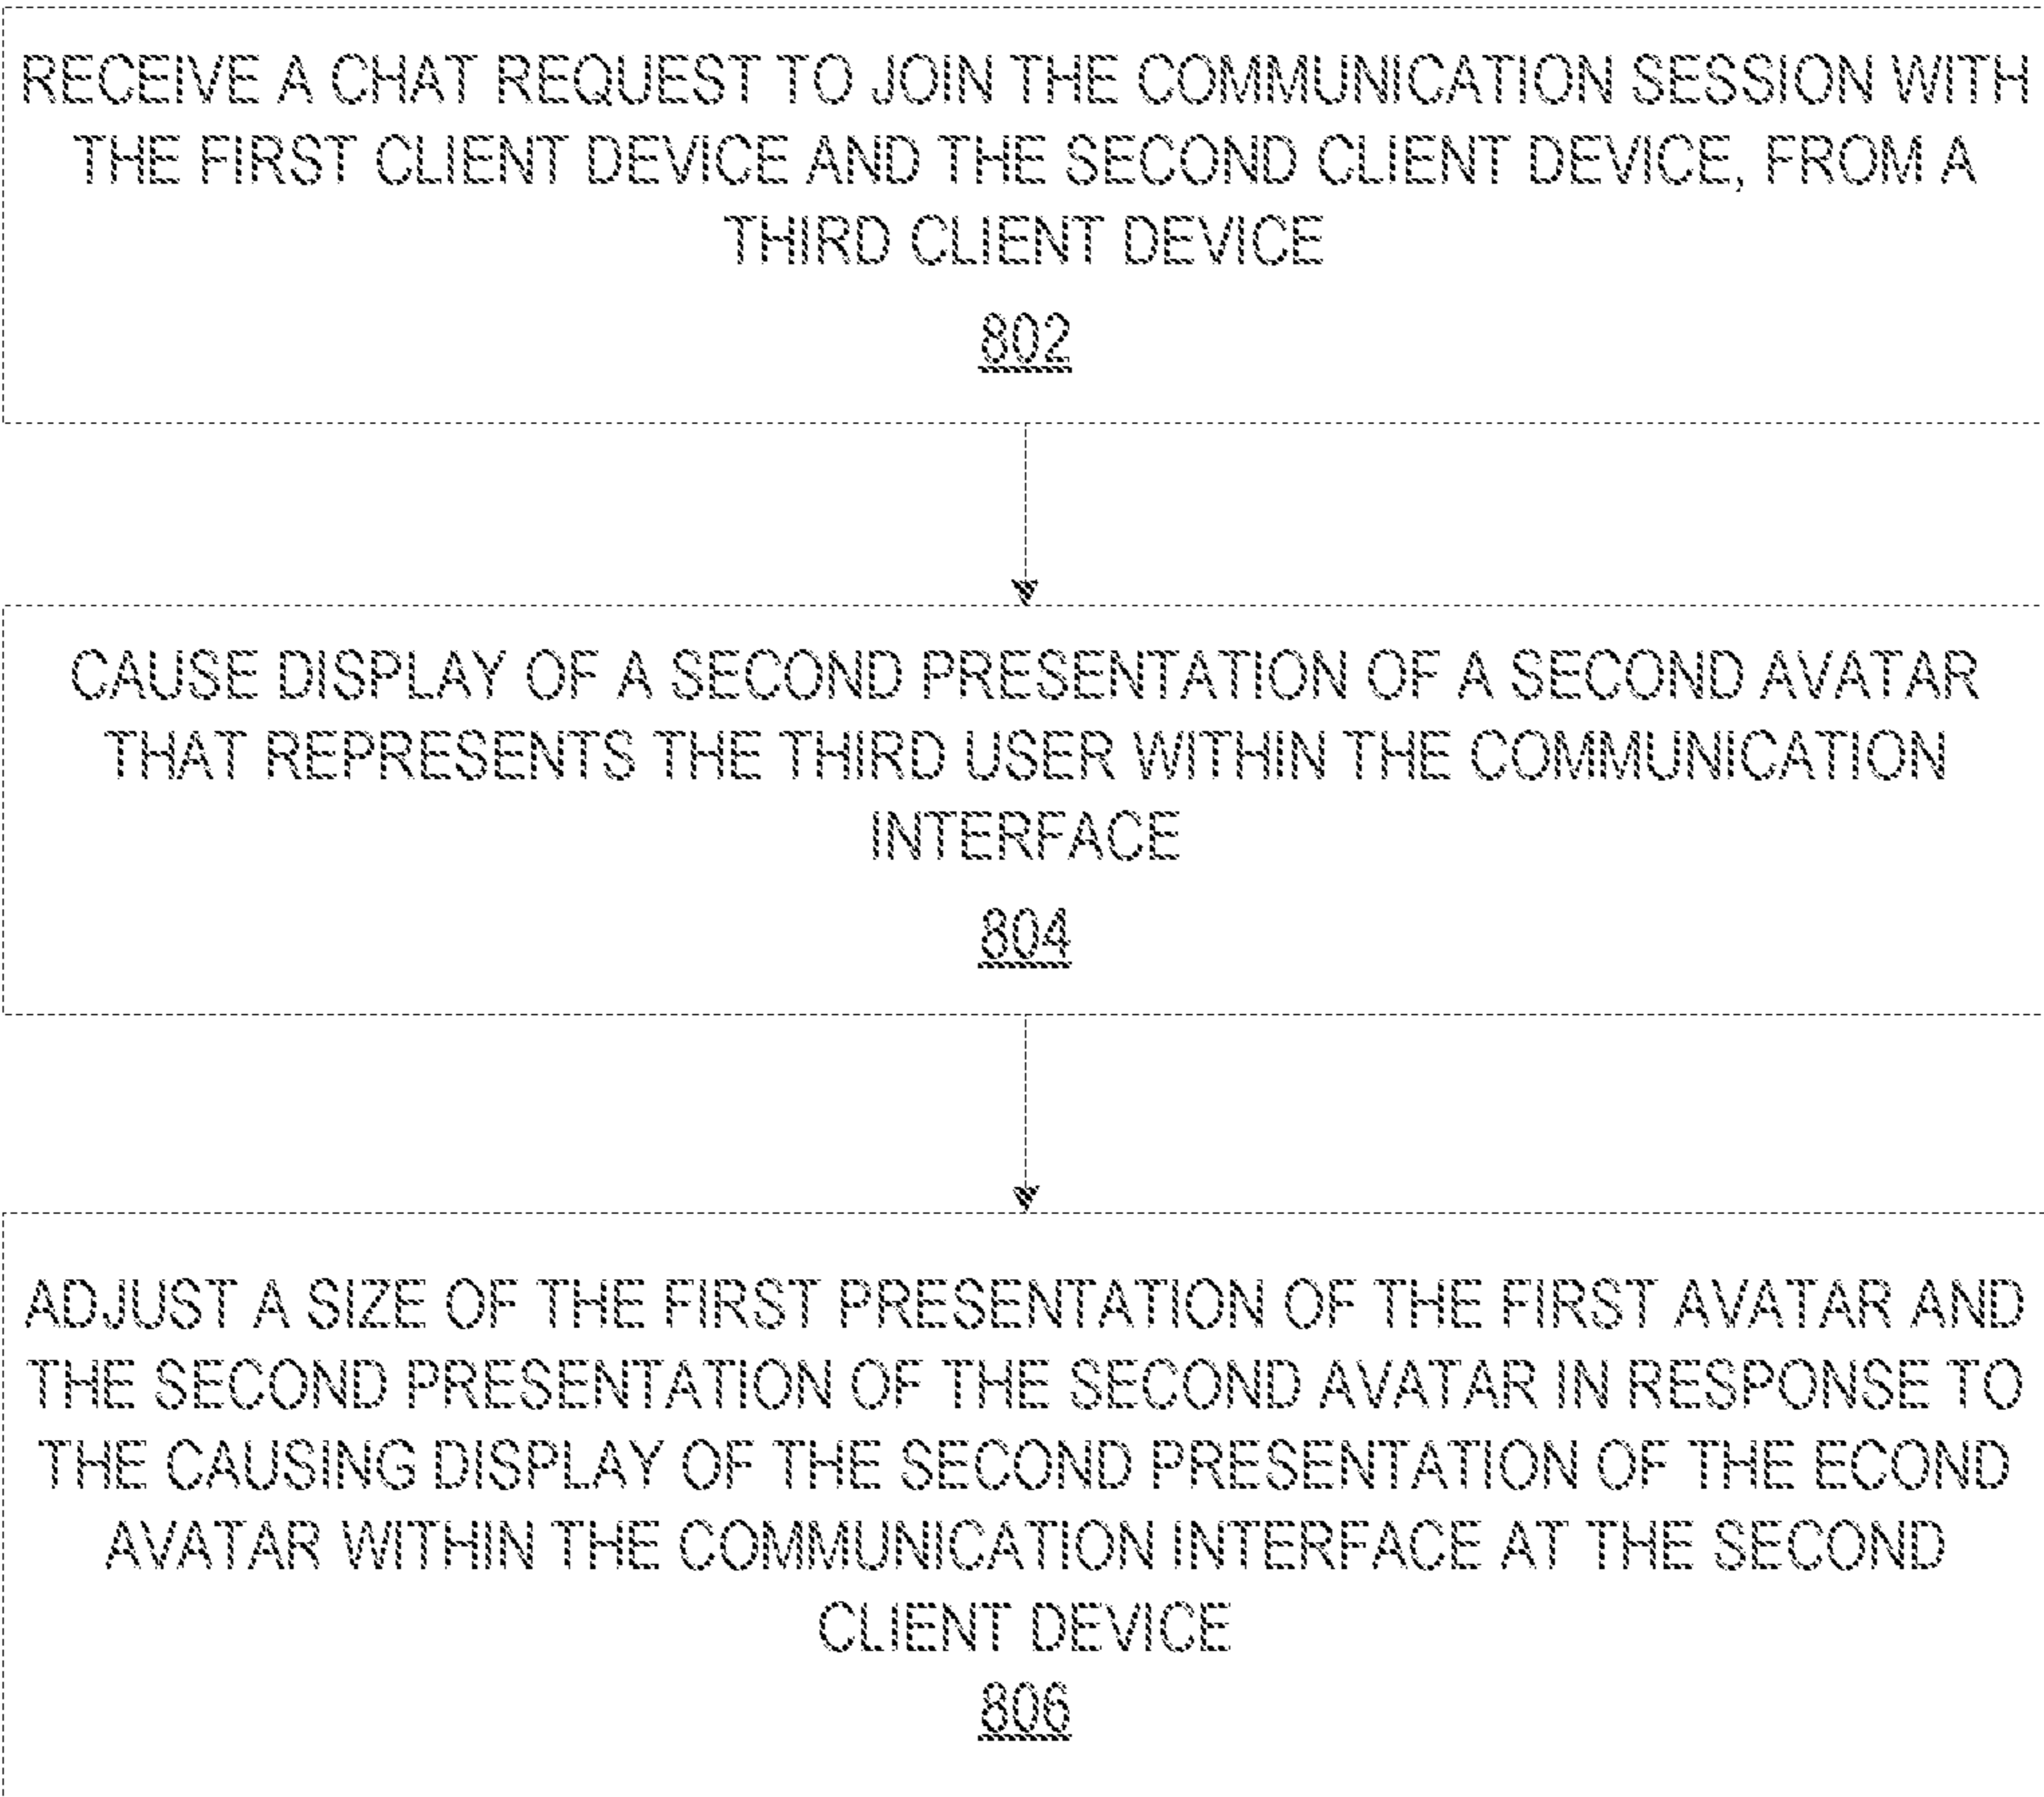 RECEIVE A CHAT REQUEST TO JOIN THE COMMUNICATION SESSION WITH
THE FIRST CLIENT DEVICE AND THE SECOND CLIENT DEVICE, FROM A
THIRD CLIENT DEVICE
802
CAUSE DISPLAY OF A SECOND PRESENTATION OF A SECOND AVATAR
THAT REPRESENTS THE THIRD USER WITHIN THE COMMUNICATION
INTERFACE
804
ADJUST A SIZE OF THE FIRST PRESENTATION OF THE FIRST AVATAR AND
THE SECOND PRESENTATION OF THE SECOND AVATAR IN RESPONSE TO
THE CAUSING DISPLAY OF THE SECOND PRESENTATION OF THE ECOND
AVATAR WITHIN THE COMMUNICATION INTERFACE AT THE SECOND
CLIENT DEVICE
806